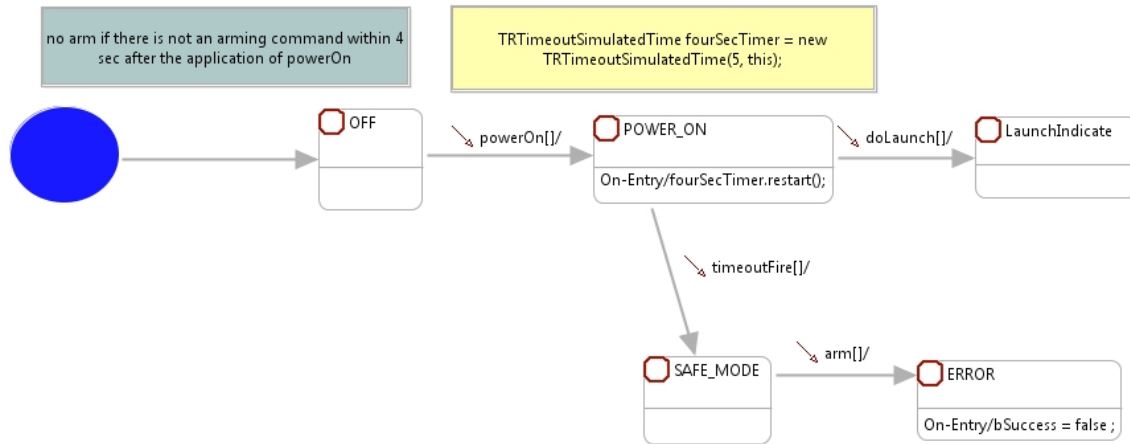 no arm if there is not an arming command within 4
sec after the application of powerOn
TRTimeoutSimulatedTime fourSecTimer = new
TRTimeoutSimulatedTime(5, this);
OFF
powerOn[]/
POWER_ON
On-Entry/fourSecTimer.restart();
doLaunch[]/
LaunchIndicate
timeoutFire[]/
SAFE_MODE
arm[]/
ERROR
On-Entry/bSuccess = false ;